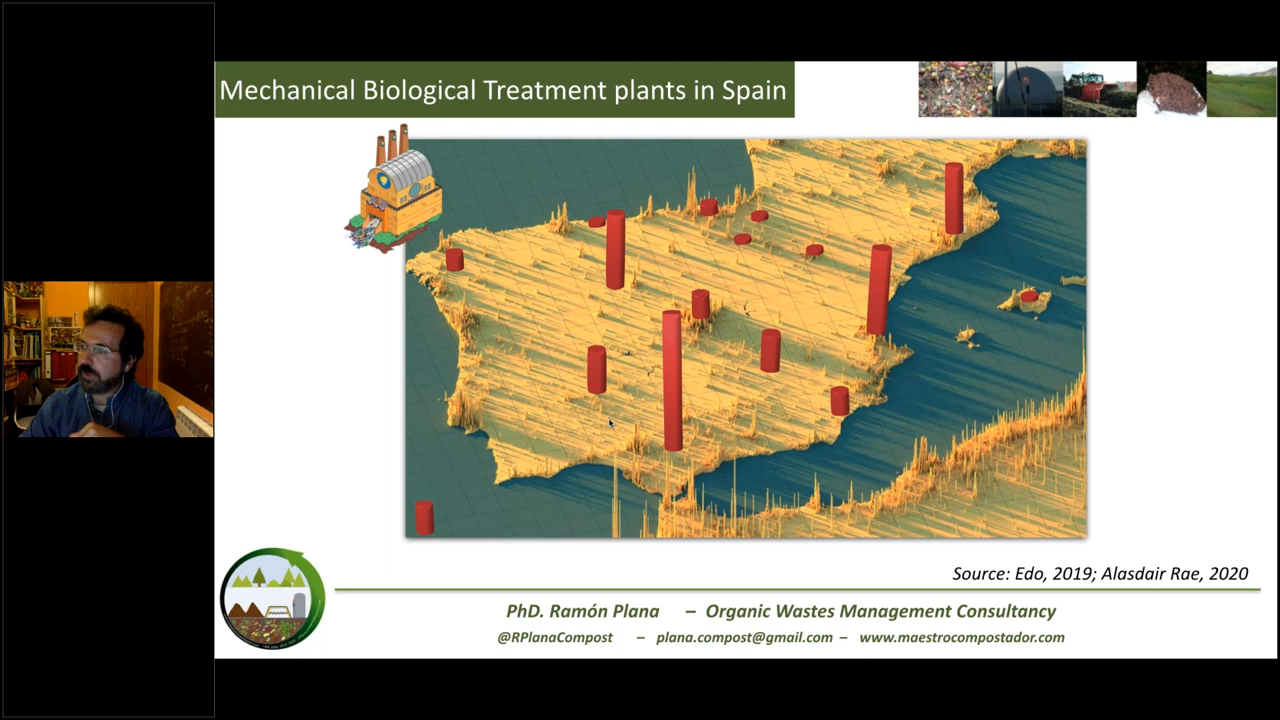 Mechanical Biological Treatment plants in Spain
Source: Edo, 2019; Alasdair Rae, 2020
PhD. Ramón Plana – Organic Wastes Management Consultancy
@RPlanaCompost – plana.compost@gmail.com – www.maestrocompostador.com